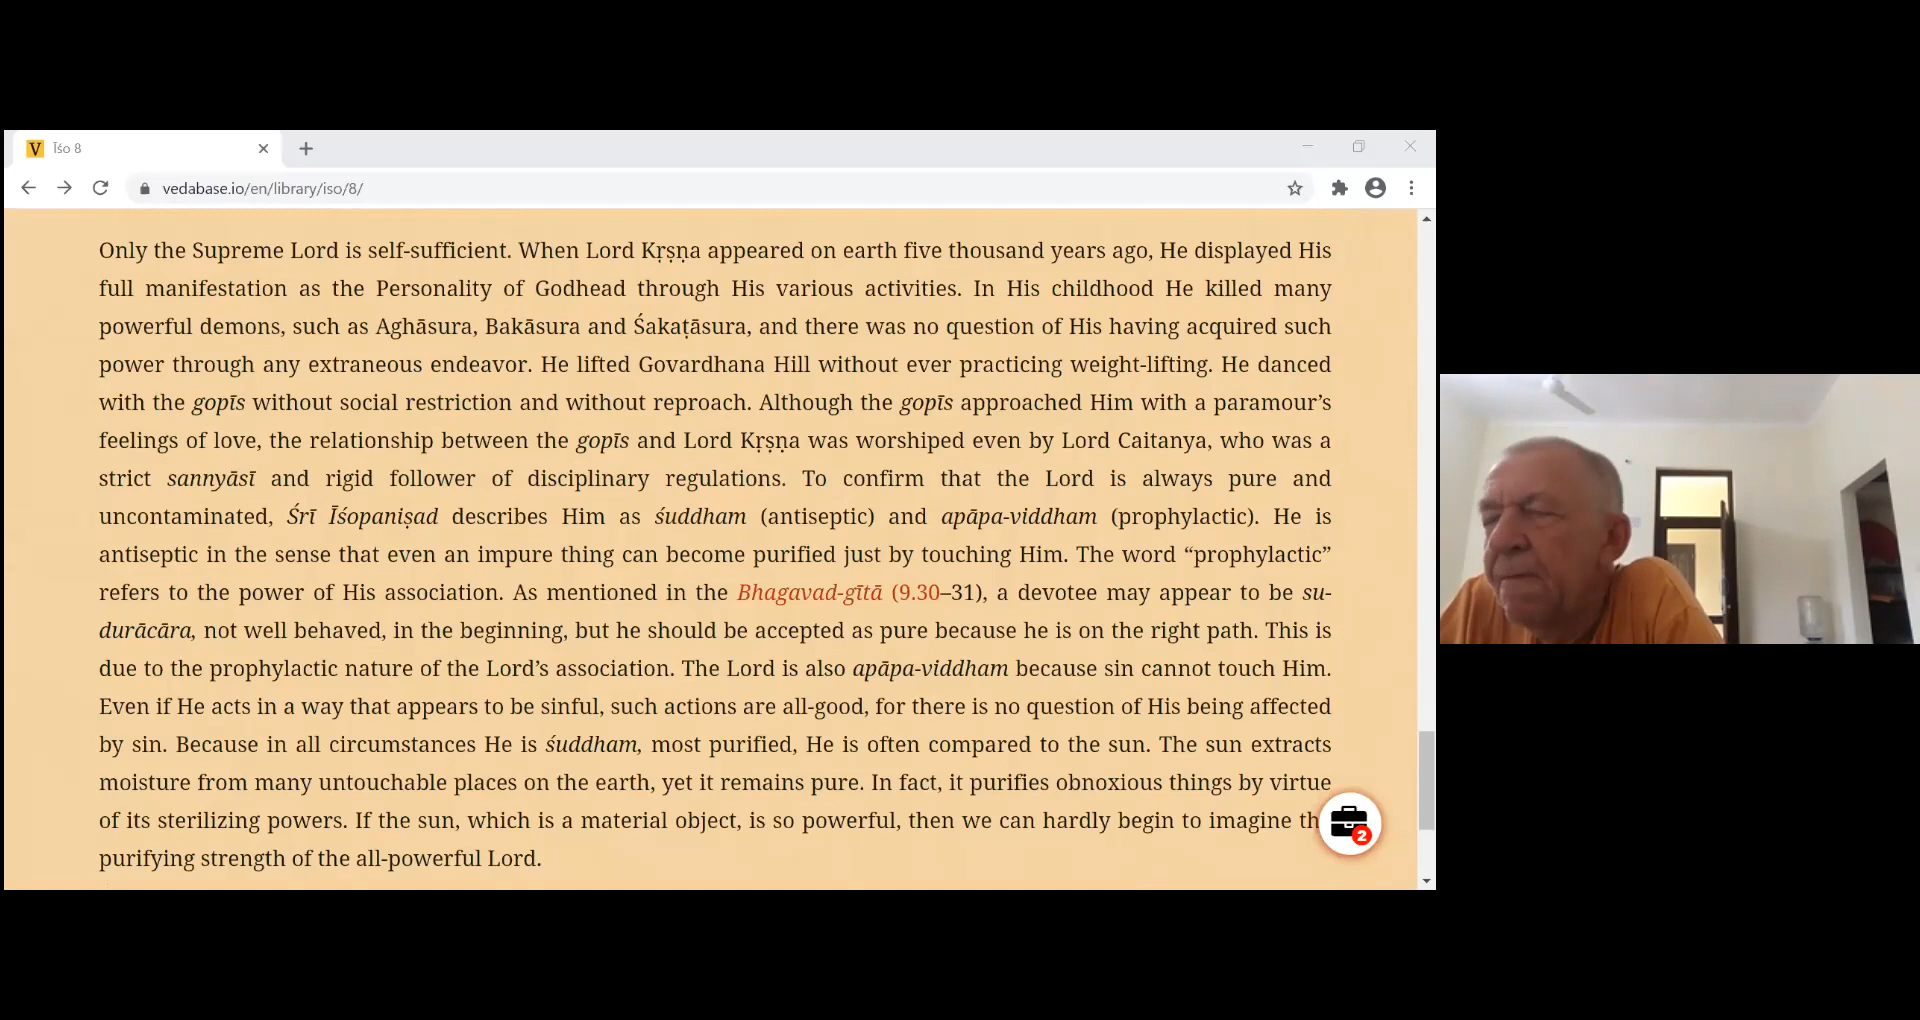 Īśo 8
vedabase.io/en/library/iso/8/
Only the Supreme Lord is self-sufficient. When Lord Kṛṣṇa appeared on earth five thousand years ago, He displayed His
full manifestation as the Personality of Godhead through His various activities. In His childhood He killed many
powerful demons, such as Aghāsura, Bakāsura and Śakaṭāsura, and there was no question of His having acquired such
power through any extraneous endeavor. He lifted Govardhana Hill without ever practicing weight-lifting. He danced
with the gopīs without social restriction and without reproach. Although the gopīs approached Him with a paramour’s
feelings of love, the relationship between the gopīs and Lord Kṛṣṇa was worshiped even by Lord Caitanya, who was a
strict sannyāsī and rigid follower of disciplinary regulations. To confirm that the Lord is always pure and
uncontaminated, Śrī Īśopaniṣad describes Him as śuddham (antiseptic) and apāpa-viddham (prophylactic). He is
antiseptic in the sense that even an impure thing can become purified just by touching Him. The word “prophylactic”
refers to the power of His association. As mentioned in the Bhagavad-gītā (9.30–31), a devotee may appear to be su-
durācāra, not well behaved, in the beginning, but he should be accepted as pure because he is on the right path. This is
due to the prophylactic nature of the Lord’s association. The Lord is also apāpa-viddham because sin cannot touch Him.
Even if He acts in a way that appears to be sinful, such actions are all-good, for there is no question of His being affected
by sin. Because in all circumstances He is śuddham, most purified, He is often compared to the sun. The sun extracts
moisture from many untouchable places on the earth, yet it remains pure. In fact, it purifies obnoxious things by virtue
of its sterilizing powers. If the sun, which is a material object, is so powerful, then we can hardly begin to imagine th
purifying strength of the all-powerful Lord.
2